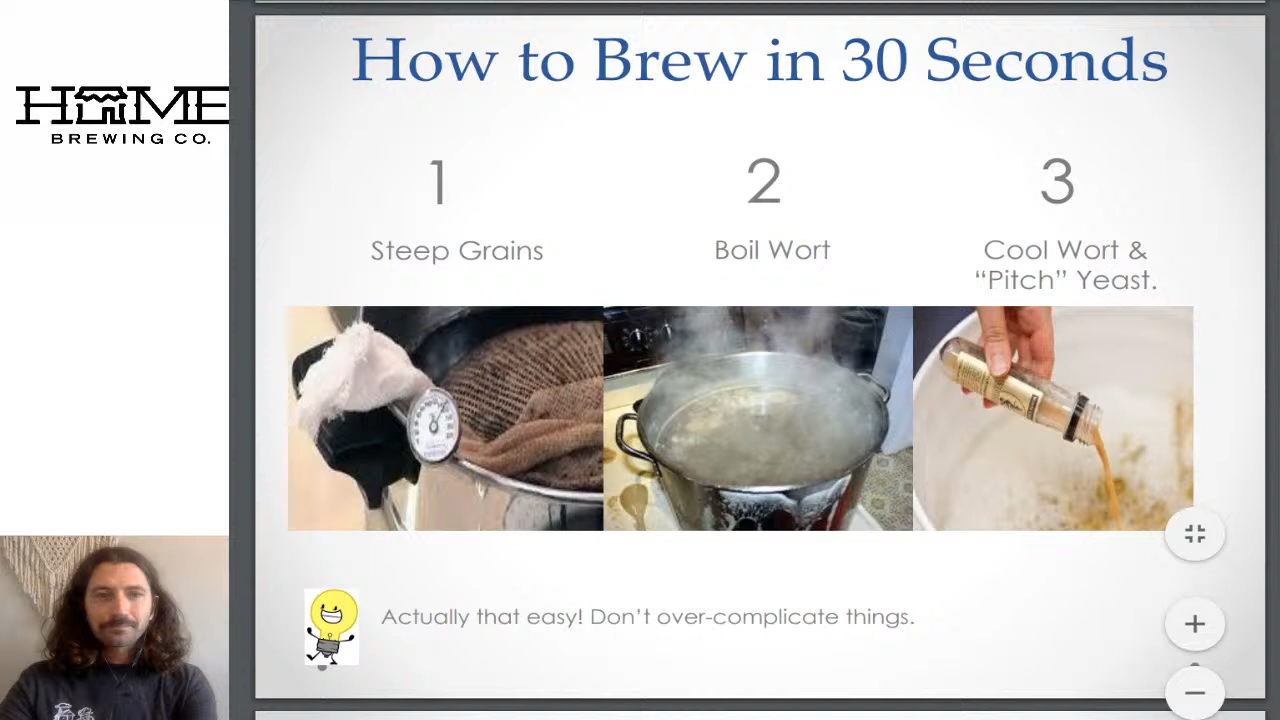 HOME
BREWING CO.
How to Brew in 30 Seconds
1
2
3
Steep Grains
Boil Wort
Cool Wort &
“Pitch” Yeast.
Actually that easy! Don’t over-complicate things.